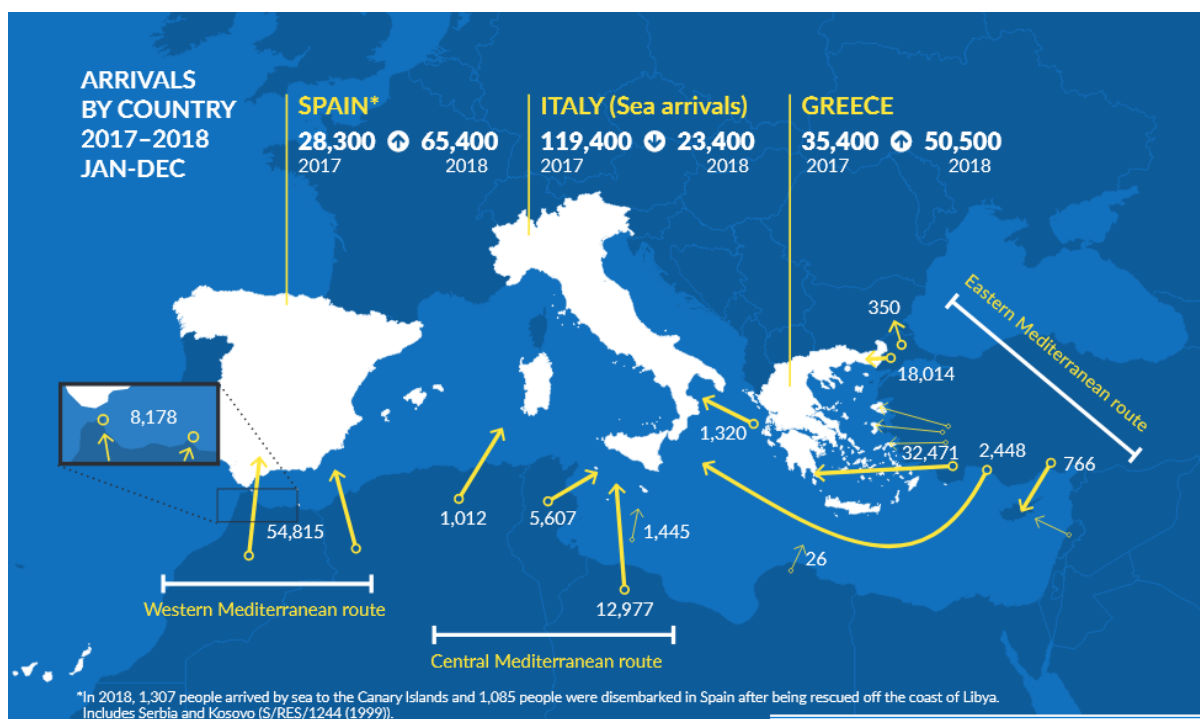 ARRIVALS
BY COUNTRY
2017–2018
JAN-DEC
SPAIN*
28,300 65,400
2017 2018
ITALY (Sea arrivals)
119,400 23,400
2017 2018
GREECE
35,400 50,500
2017 2018
Eastern Mediterranean route
350
18,014
8,178
1,320
32,471
2,448
766
1,012
5,607
54,815
1,445
26
12,977
Western Mediterranean route
Central Mediterranean route
*In 2018, 1,307 people arrived by sea to the Canary Islands and 1,085 people were disembarked in Spain after being rescued off the coast of Libya.
Includes Serbia and Kosovo (S/RES/1244 (1999)).